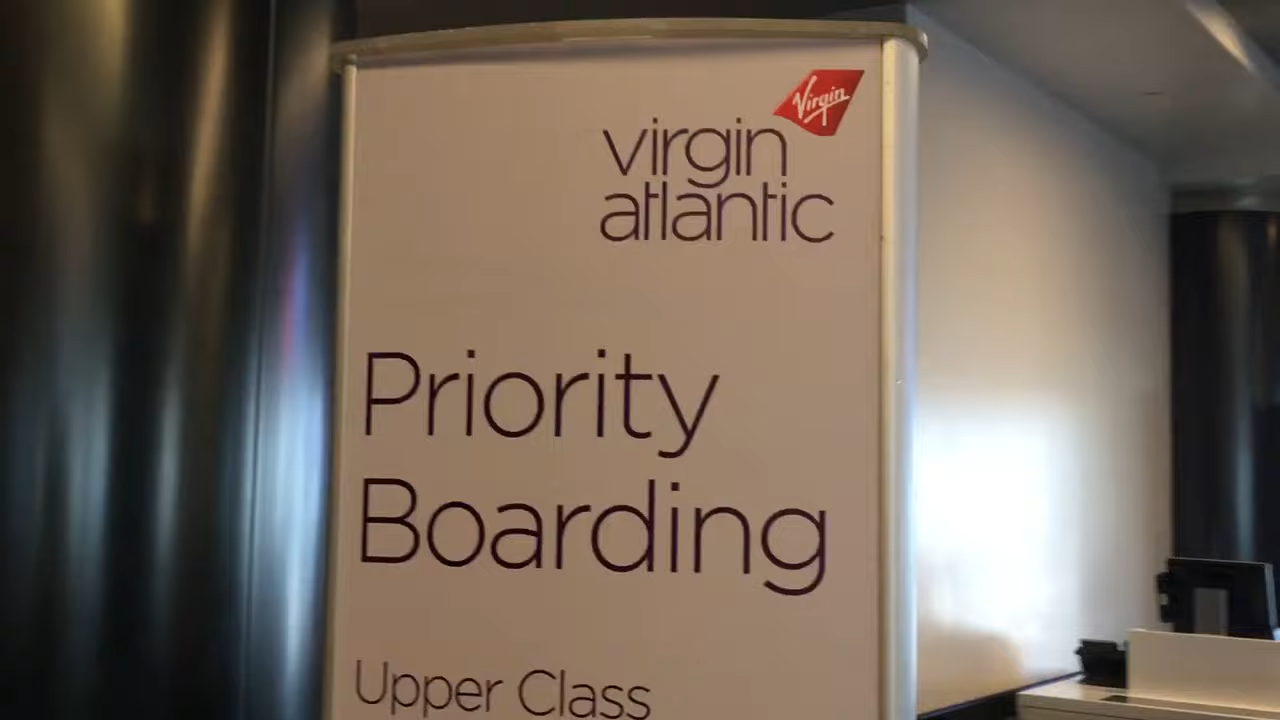 Virgin
virgin
atlantic
Priority
Boarding
Upper Class